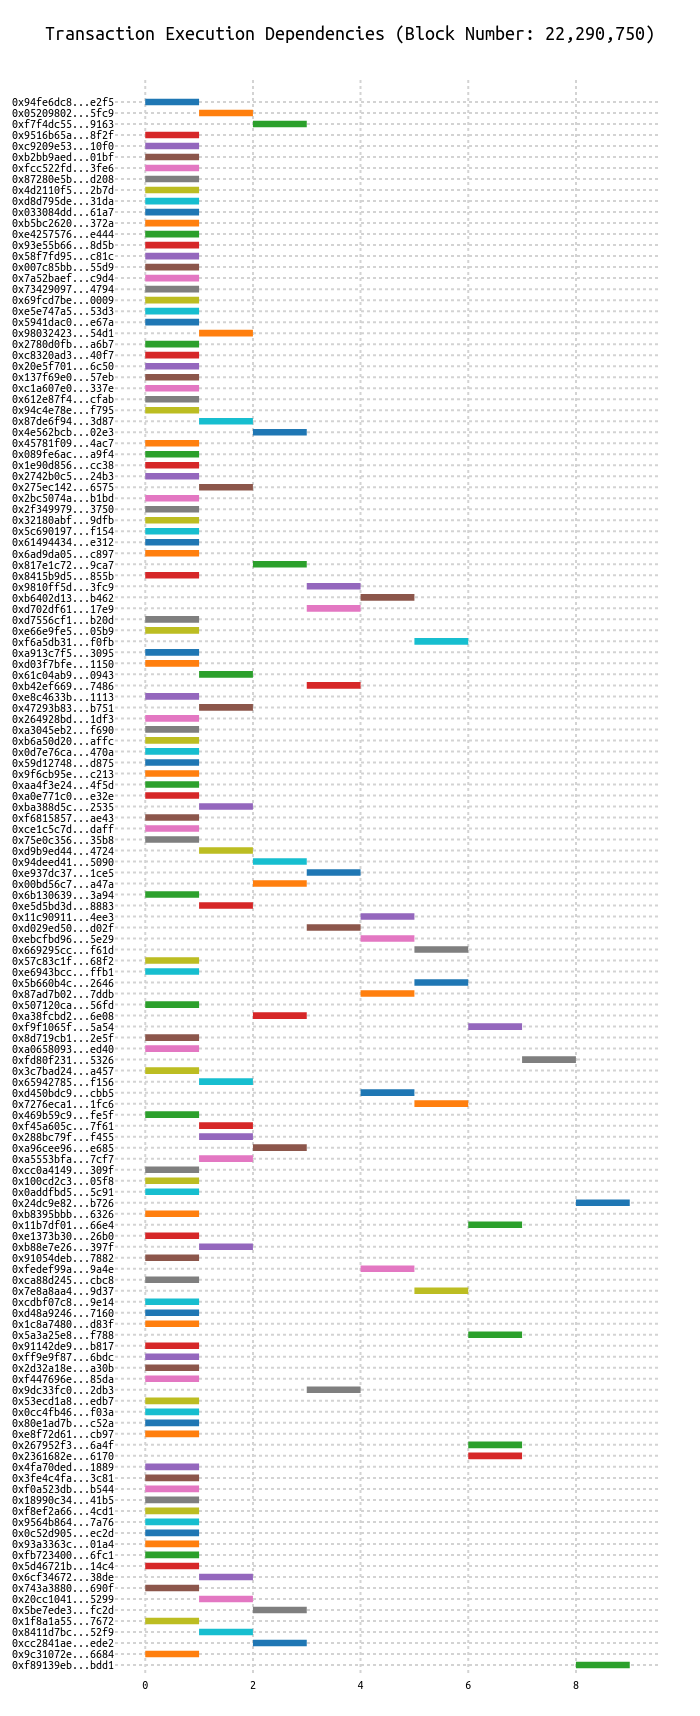 Transaction Execution Dependencies (Block Number: 22,290,750)
0x94fe6dc8...e2f5
0x05209802...5fc9
0xf7f4dc55...9163
0x9516b65a...8f2f
0xc9209e53...10f0
0xb2bb9aed...01bf
0xfcc522fd...3fe6
0x87280e5b...d208
0x4d2110f5...2b7d
0xd8d795de...31da
0x033084dd...61a7
0xb5bc2620...372a
0xe4257576...e444
0x93e55b66...8d5b
0x58f7fd95...c81c
0x007c85bb...55d9
0x7a52baef...c9d4
0x73429097...4794
0x69fcd7be...0009
0xe5e747a5...53d3
0x5941dac0...e67a
0x98032423...54d1
0x2780d0fb...a6b7
0xc8320ad3...40f7
0x20e5f701...6c50
0x137f69e0...57eb
0xc1a607e0...337e
0x612e87f4...cfab
0x94c4e78e...f795
0x87de6f94...3d87
0x4e562bcb...02e3
0x45781f09...4ac7
0x089fe6ac...a9f4
0x1e90d856...cc38
0x2742b0c5...24b3
0x275ec142...6575
0x2bc5074a...b1bd
0x2f349979...3750
0x32180abf...9dfb
0x5c690197...f154
0x61494434...e312
0x6ad9da05...c897
0x817e1c72...9ca7
0x8415b9d5...855b
0x9810ff5d...3fc9
0xb6402d13...b462
0xd702df61...17e9
0xd7556cf1...b20d
0xe66e9fe5...05b9
0xf6a5db31...f0fb
0xa913c7f5...3095
0xd03f7bfe...1150
0x61c04ab9...0943
0xb42ef669...7486
0xe8c4633b...1113
0x47293b83...b751
0x264928bd...1df3
0xa3045eb2...f690
0xb6a50d20...affc
0x0d7e76ca...470a
0x59d12748...d875
0x9f6cb95e...c213
0xaa4f3e24...4f5d
0xa0e771c0...e32e
0xba388d5c...2535
0xf6815857...ae43
0xce1c5c7d...daff
0x75e0c356...35b8
0xd9b9ed44...4724
0x94deed41...5090
0xe937dc37...1ce5
0x00bd56c7...a47a
0x6b130639...3a94
0xe5d5bd3d...8883
0x11c90911...4ee3
0xd029ed50...d02f
0xebcfbd96...5e29
0x669295cc...f61d
0x57c83c1f...68f2
0xe6943bcc...ffb1
0x5b660b4c...2646
0x87ad7b02...7ddb
0x507120ca...56fd
0xa38fcbd2...6e08
0xf9f1065f...5a54
0x8d719cb1...2e5f
0xa0658093...ed40
0xfd80f231...5326
0x3c7bad24...a457
0x65942785...f156
0xd450bdc9...cbb5
0x7276eca1...1fc6
0x469b59c9...fe5f
0xf45a605c...7f61
0x288bc79f...f455
0xa96cee96...e685
0xa5553bfa...7cf7
0xcc0a4149...309f
0x100cd2c3...05f8
0x0addfbd5...5c91
0x24dc9e82...b726
0xb8395bbb...6326
0x11b7df01...66e4
0xe1373b30...26b0
0xb88e7e26...397f
0x91054deb...7882
0xfedef99a...9a4e
0xca88d245...cbc8
0x7e8a8aa4...9d37
0xcdbf07c8...9e14
0xd48a9246...7160
0x1c8a7480...d83f
0x5a3a25e8...f788
0x91142de9...b817
0xff9e9f87...6bdc
0x2d32a18e...a30b
0xf447696e...85da
0x9dc33fc0...2db3
0x53ecd1a8...edb7
0x0cc4fb46...f03a
0x80e1ad7b...c52a
0xe8f72d61...cb97
0x267952f3...6a4f
0x2361682e...6170
0x4fa70ded...1889
0x3fe4c4fa...3c81
0xf0a523db...b544
0x18990c34...41b5
0xf8ef2a66...4cd1
0x9564b864...7a76
0x0c52d905...ec2d
0x93a3363c...01a4
0xfb723400...6fc1
0x5d46721b...14c4
0x6cf34672...38de
0x743a3880...690f
0x20cc1041...5299
0x5be7ede3...fc2d
0x1f8a1a55...7672
0x8411d7bc...52f9
0xcc2841ae...ede2
0x9c31072e...6684
0xf89139eb...bdd1
0 2 4 6 8